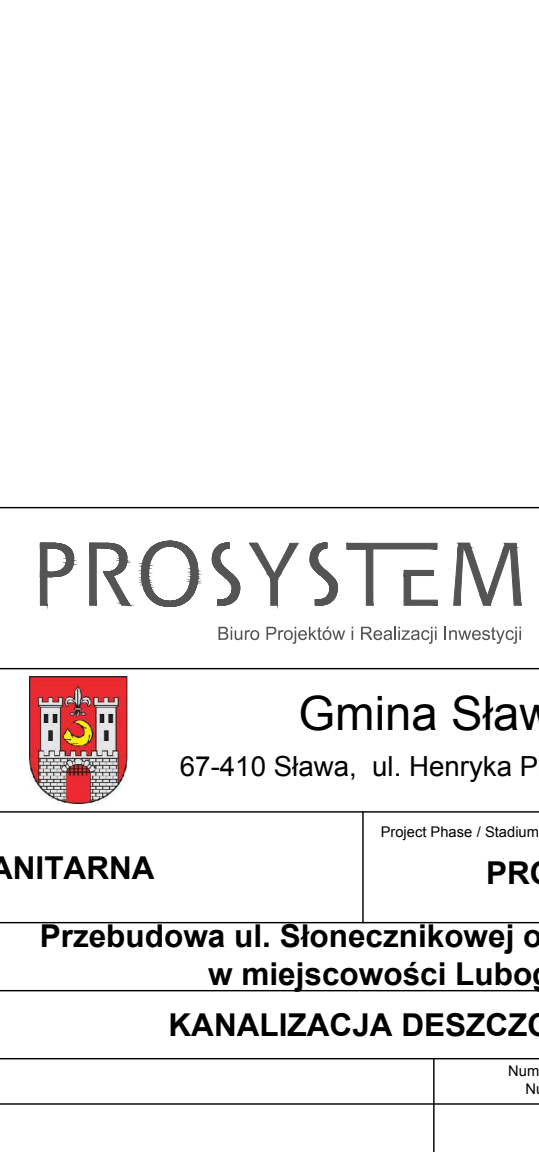 PROSYSTEM
Biuro Projektów i Realizacji Inwestycji
Gmina Sław
67-410 Sława, ul. Henryka P
ANITARNA
Project Phase / Stadium
PRO
Przebudowa ul. Słonecznikowej o
w miejscowości Lubog
KANALIZACJA DESZCZO
Num
Nu